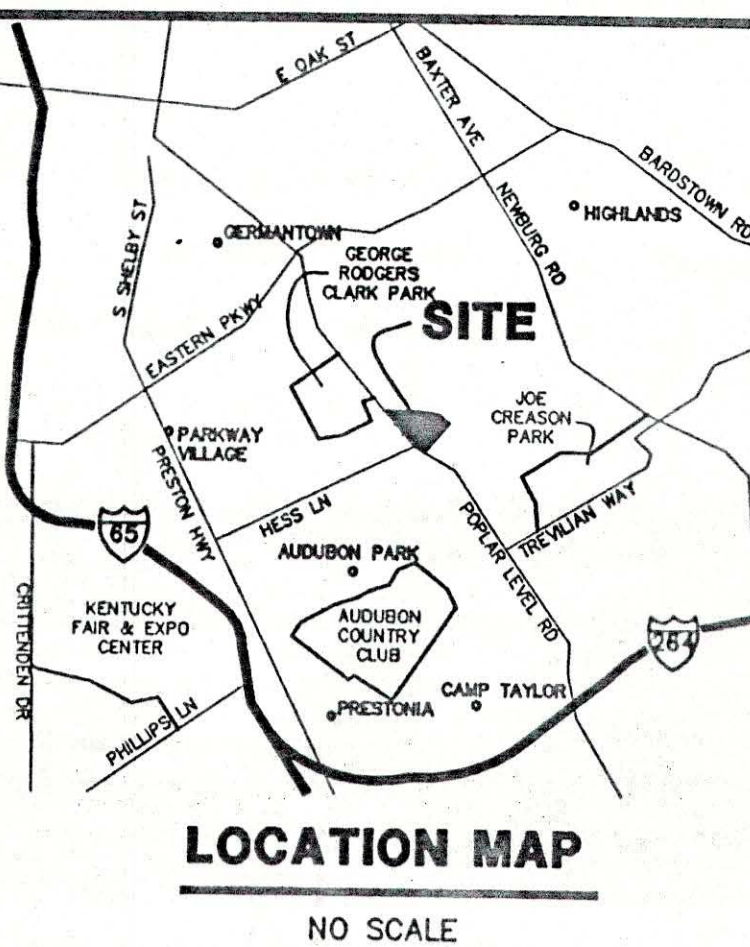 E OAK ST
BAXTER AVE
BARDSTOWN RD
NEWBURG RD
HIGHLANDS
S SHELBY ST
GERMANTOWN
GEORGE
RODGERS
CLARK PARK
SITE
EASTERN PKWY
JOE
CREASON
PARK
PARKWAY
VILLAGE
PRESTON HWY
HESS LN
TREVILIAN WAY
POPLAR LEVEL RD
65
AUDUBON PARK
AUDUBON
COUNTRY
CLUB
KENTUCKY
FAIR & EXPO
CENTER
CRITTENDEN DR
264
CAMP TAYLOR
PRESTONIA
PHILLIPS LN
LOCATION MAP
NO SCALE